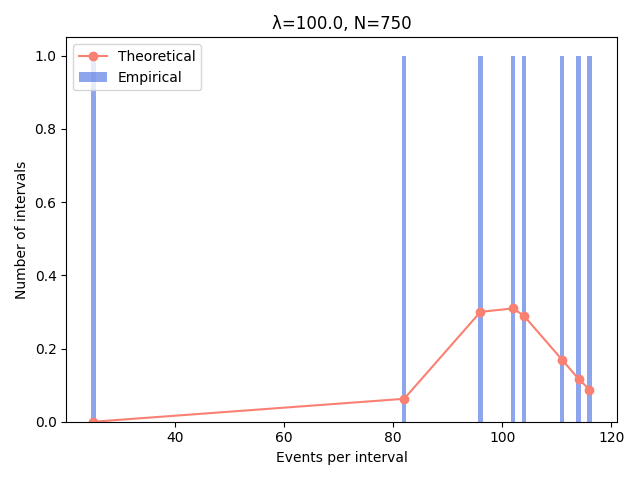 λ=100.0, N=750
Theoretical
Empirical
Number of intervals
1.0
0.8
0.6
0.4
0.2
0.0
40
60
80
100
120
Events per interval